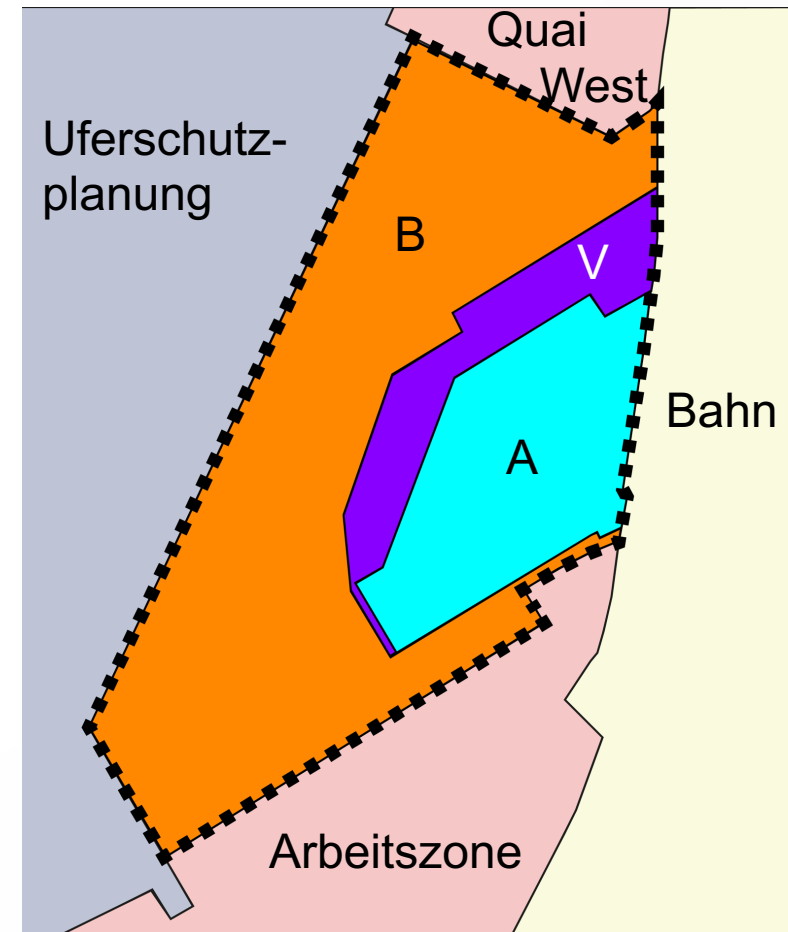 Quai
West
Uferschutz-
planung
B
V
Bahn
A
Arbeitszone